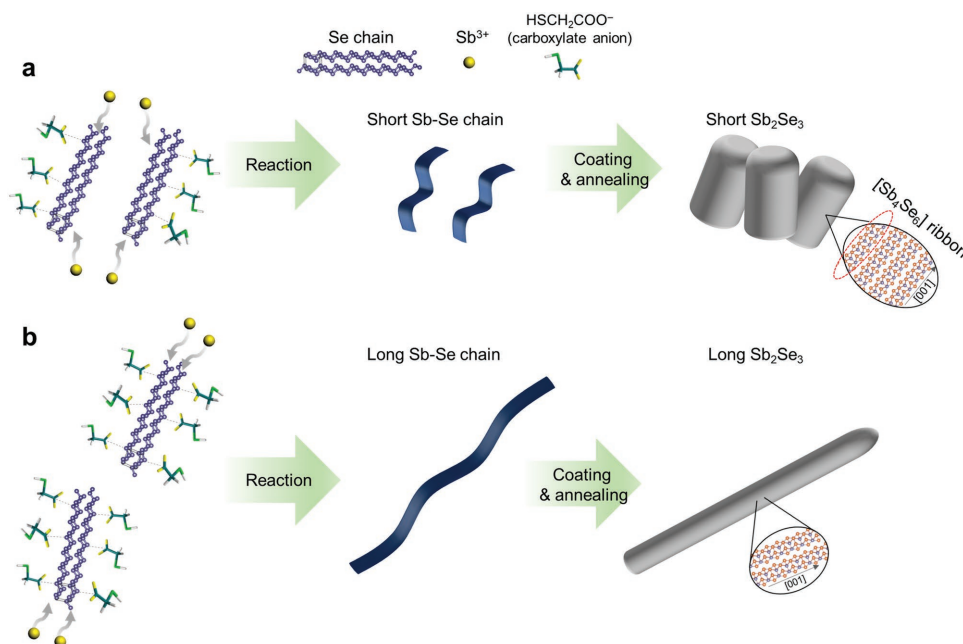 HSCH₂COO⁻
Se chain Sb³⁺ (carboxylate anion)
a
Short Sb-Se chain Short Sb₂Se₃
Reaction
Coating
& annealing
[Sb₄Se₆] ribbon
[001]
b
Long Sb-Se chain Long Sb₂Se₃
Reaction
Coating
& annealing
[001]